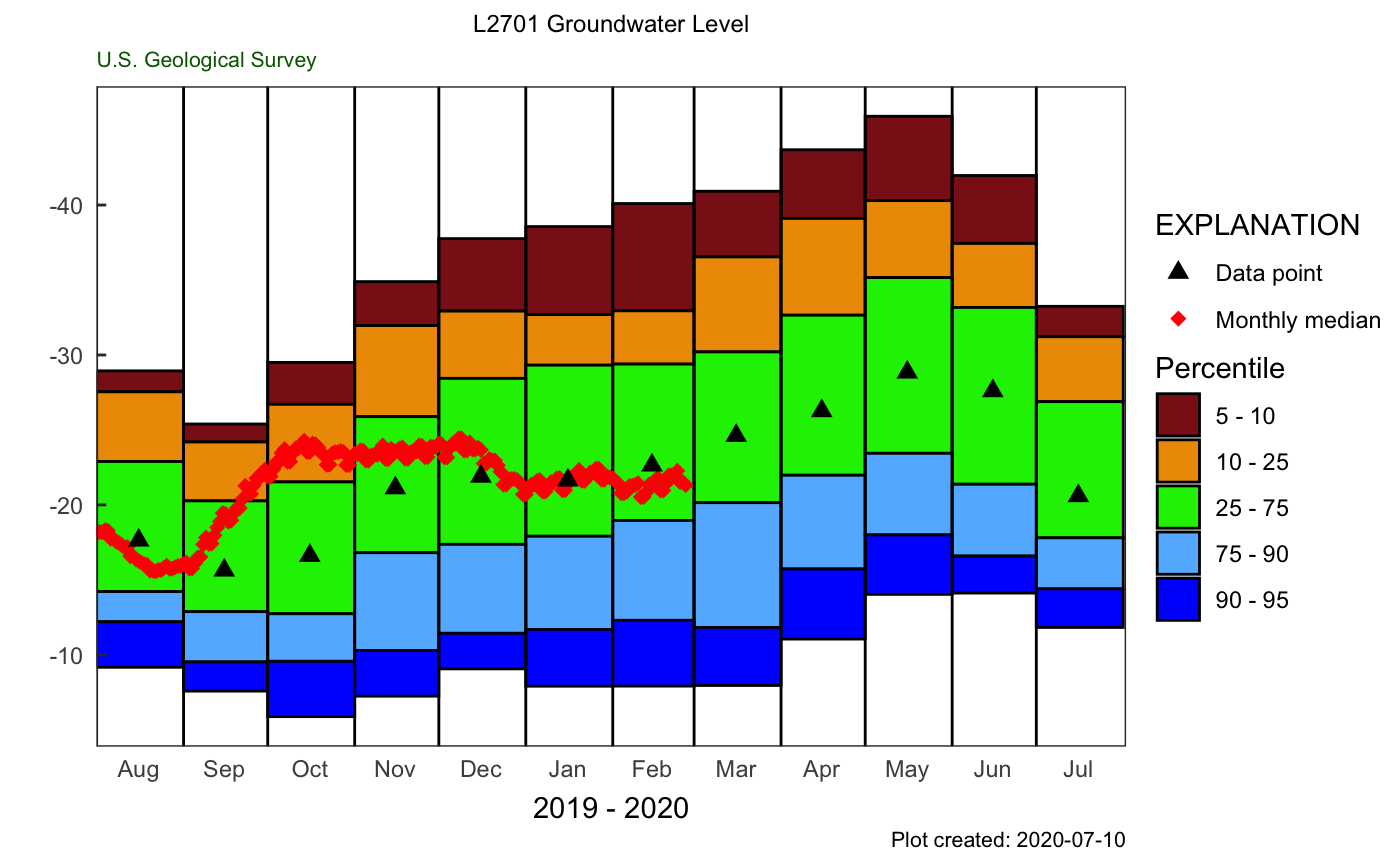 L2701 Groundwater Level
U.S. Geological Survey
-40
-30
-20
-10
Aug Sep Oct Nov Dec Jan Feb Mar Apr May Jun Jul
2019 - 2020
EXPLANATION
Data point
Monthly median
Percentile
5 - 10
10 - 25
25 - 75
75 - 90
90 - 95
Plot created: 2020-07-10